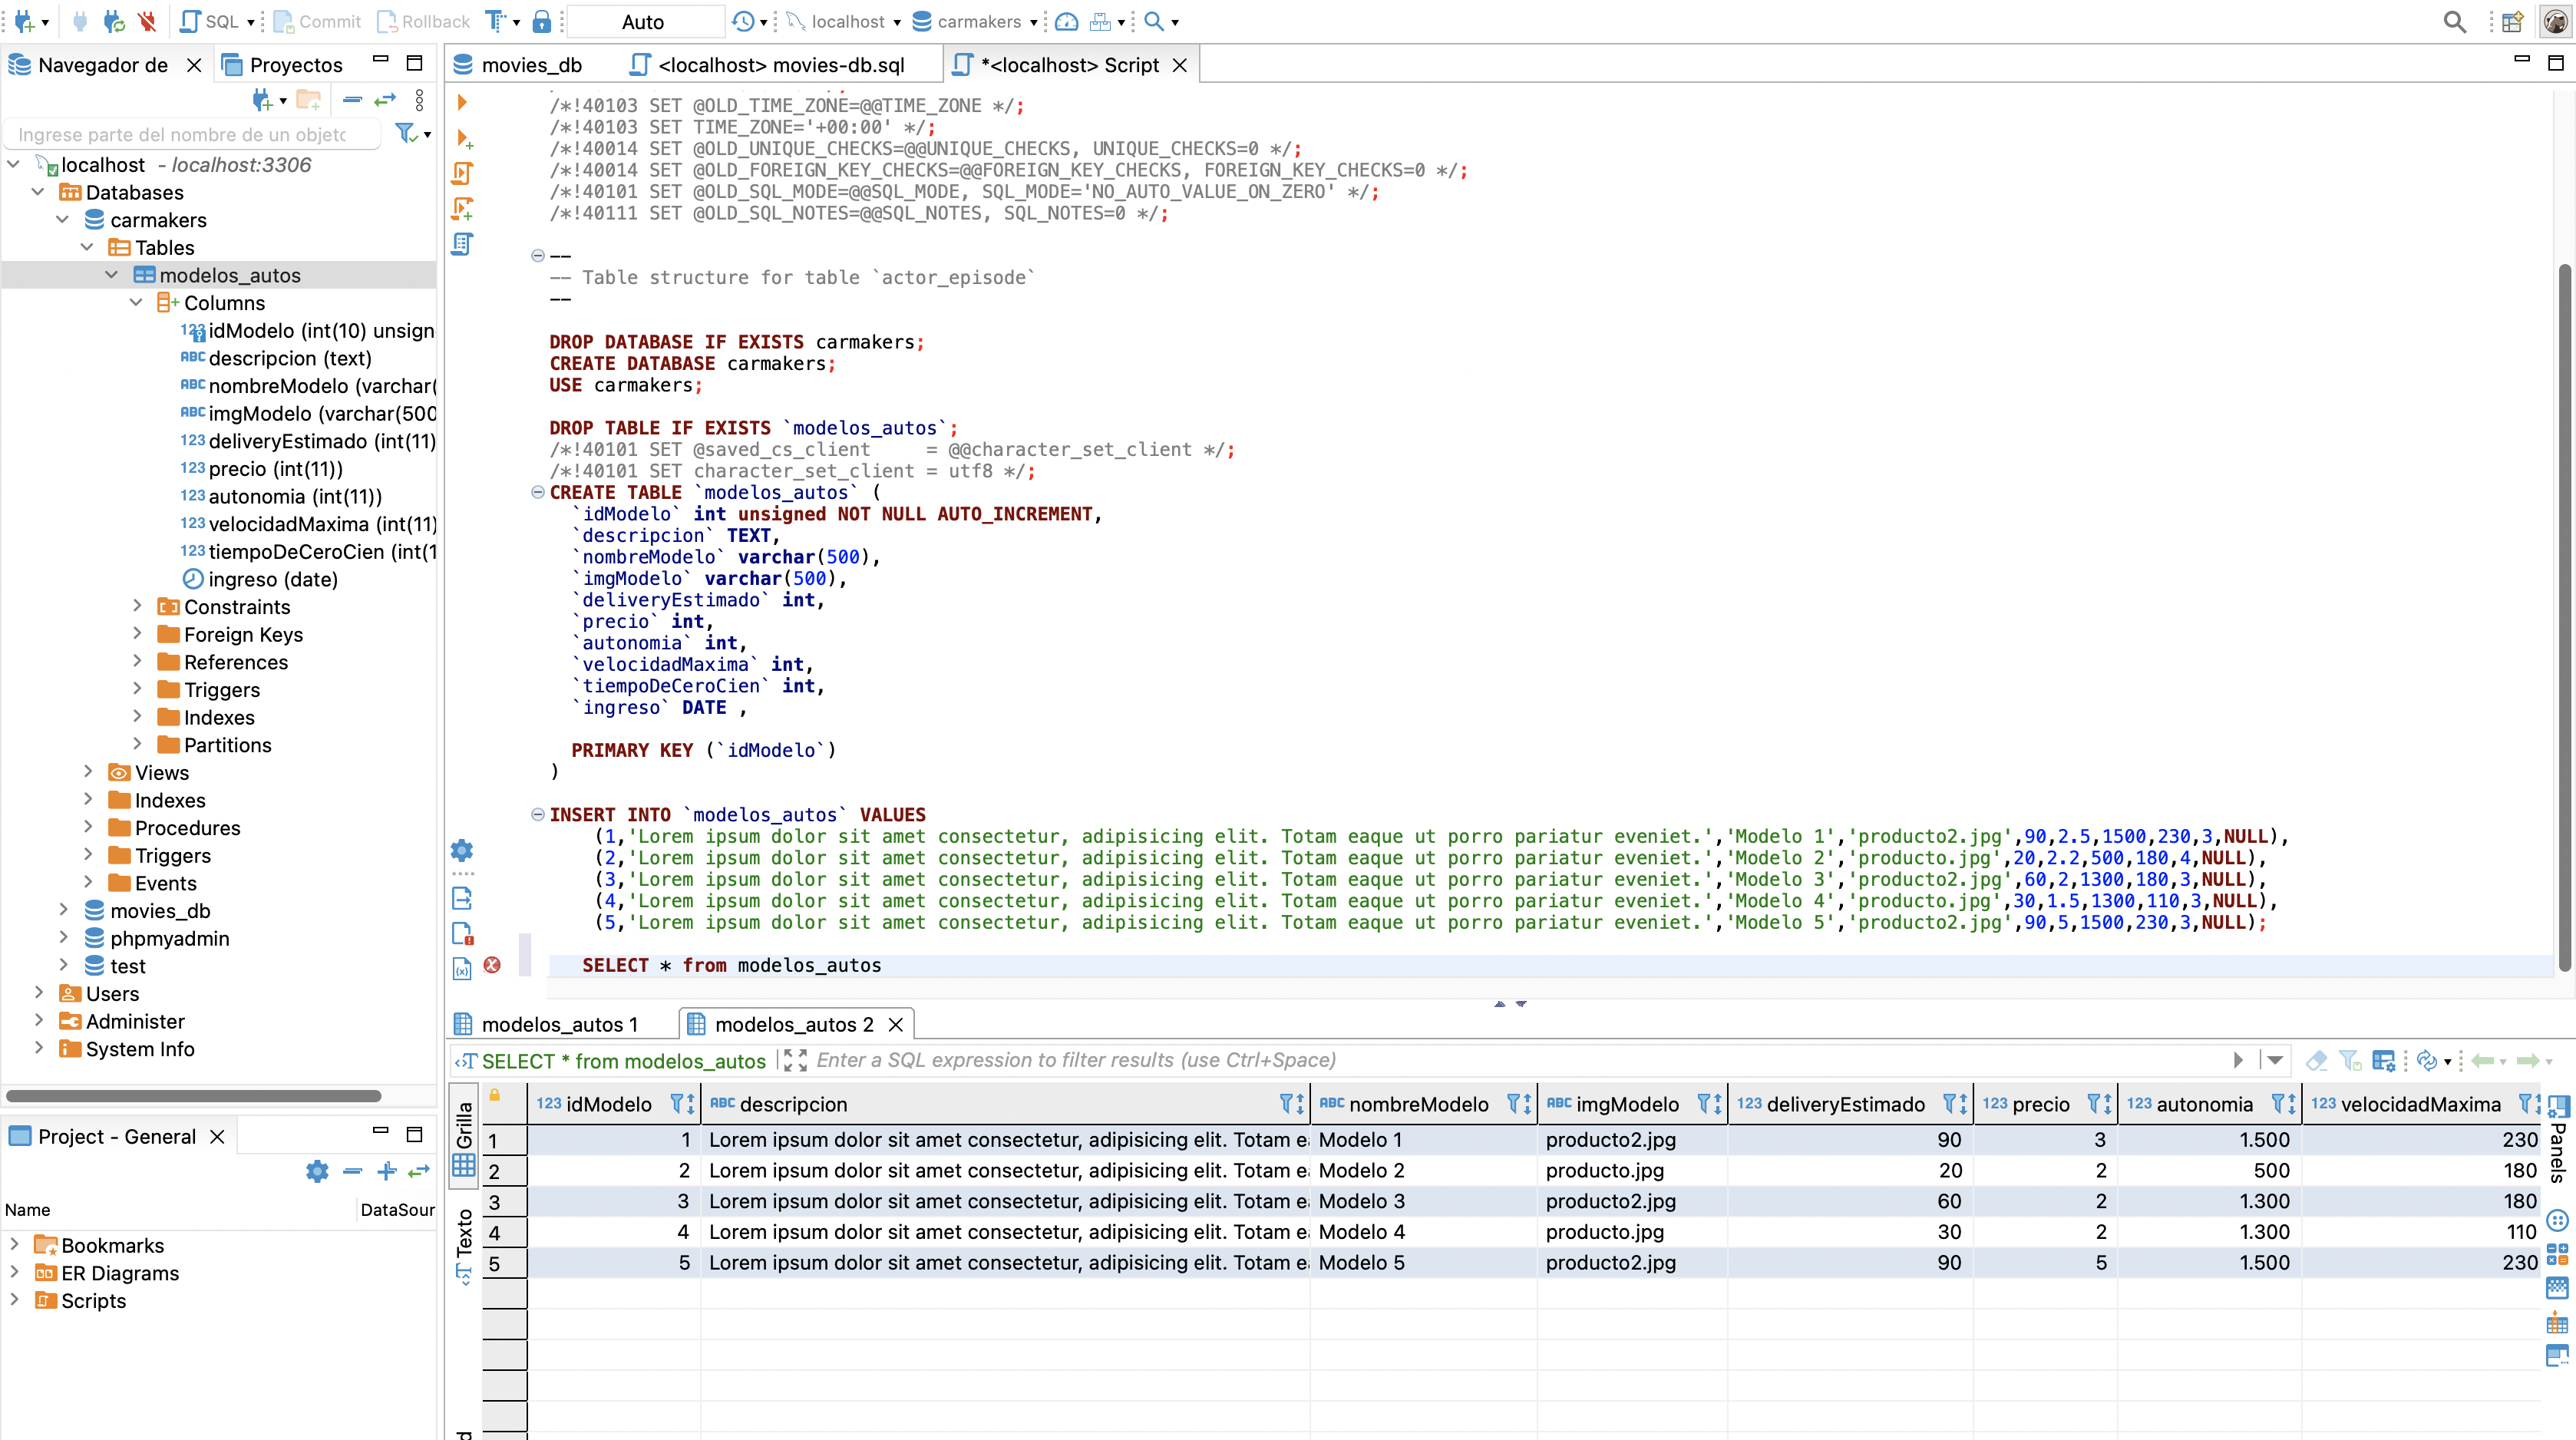 SQL Commit Rollback Auto localhost carmakers
Navegador de Proyectos
movies_db <localhost> movies-db.sql *<localhost> Script
Ingrese parte del nombre de un objeto
localhost - localhost:3306
Databases
carmakers
Tables
modelos_autos
Columns
123 idModelo (int(10) unsign
ABC descripcion (text)
ABC nombreModelo (varchar(
ABC imgModelo (varchar(500
123 deliveryEstimado (int(11)
123 precio (int(11))
123 autonomia (int(11))
123 velocidadMaxima (int(11)
123 tiempoDeCeroCien (int(1
ingreso (date)
Constraints
Foreign Keys
References
Triggers
Indexes
Partitions
Views
Indexes
Procedures
Triggers
Events
movies_db
phpmyadmin
test
Users
Administer
System Info
Project - General
Name DataSour
Bookmarks
ER Diagrams
Scripts
/*!40103 SET @OLD_TIME_ZONE=@@TIME_ZONE */;
/*!40103 SET TIME_ZONE='+00:00' */;
/*!40014 SET @OLD_UNIQUE_CHECKS=@@UNIQUE_CHECKS, UNIQUE_CHECKS=0 */;
/*!40014 SET @OLD_FOREIGN_KEY_CHECKS=@@FOREIGN_KEY_CHECKS, FOREIGN_KEY_CHECKS=0 */;
/*!40101 SET @OLD_SQL_MODE=@@SQL_MODE, SQL_MODE='NO_AUTO_VALUE_ON_ZERO' */;
/*!40111 SET @OLD_SQL_NOTES=@@SQL_NOTES, SQL_NOTES=0 */;
--
-- Table structure for table `actor_episode`
--
DROP DATABASE IF EXISTS carmakers;
CREATE DATABASE carmakers;
USE carmakers;
DROP TABLE IF EXISTS `modelos_autos`;
/*!40101 SET @saved_cs_client     = @@character_set_client */;
/*!40101 SET character_set_client = utf8 */;
CREATE TABLE `modelos_autos` (
`idModelo` int unsigned NOT NULL AUTO_INCREMENT,
`descripcion` TEXT,
`nombreModelo` varchar(500),
`imgModelo` varchar(500),
`deliveryEstimado` int,
`precio` int,
`autonomia` int,
`velocidadMaxima` int,
`tiempoDeCeroCien` int,
`ingreso` DATE ,
PRIMARY KEY (`idModelo`)
)
INSERT INTO `modelos_autos` VALUES
(1,'Lorem ipsum dolor sit amet consectetur, adipisicing elit. Totam eaque ut porro pariatur eveniet.','Modelo 1','producto2.jpg',90,2.5,1500,230,3,NULL),
(2,'Lorem ipsum dolor sit amet consectetur, adipisicing elit. Totam eaque ut porro pariatur eveniet.','Modelo 2','producto.jpg',20,2.2,500,180,4,NULL),
(3,'Lorem ipsum dolor sit amet consectetur, adipisicing elit. Totam eaque ut porro pariatur eveniet.','Modelo 3','producto2.jpg',60,2,1300,180,3,NULL),
(4,'Lorem ipsum dolor sit amet consectetur, adipisicing elit. Totam eaque ut porro pariatur eveniet.','Modelo 4','producto.jpg',30,1.5,1300,110,3,NULL),
(5,'Lorem ipsum dolor sit amet consectetur, adipisicing elit. Totam eaque ut porro pariatur eveniet.','Modelo 5','producto2.jpg',90,5,1500,230,3,NULL);
SELECT * from modelos_autos
modelos_autos 1 modelos_autos 2
SELECT * from modelos_autos Enter a SQL expression to filter results (use Ctrl+Space)
Grilla
Texto
Panels
123 idModelo ABC descripcion ABC nombreModelo ABC imgModelo 123 deliveryEstimado 123 precio 123 autonomia 123 velocidadMaxima
1 1 Lorem ipsum dolor sit amet consectetur, adipisicing elit. Totam ea Modelo 1 producto2.jpg 90 3 1.500 230
2 2 Lorem ipsum dolor sit amet consectetur, adipisicing elit. Totam ea Modelo 2 producto.jpg 20 2 500 180
3 3 Lorem ipsum dolor sit amet consectetur, adipisicing elit. Totam ea Modelo 3 producto2.jpg 60 2 1.300 180
4 4 Lorem ipsum dolor sit amet consectetur, adipisicing elit. Totam ea Modelo 4 producto.jpg 30 2 1.300 110
5 5 Lorem ipsum dolor sit amet consectetur, adipisicing elit. Totam ea Modelo 5 producto2.jpg 90 5 1.500 230